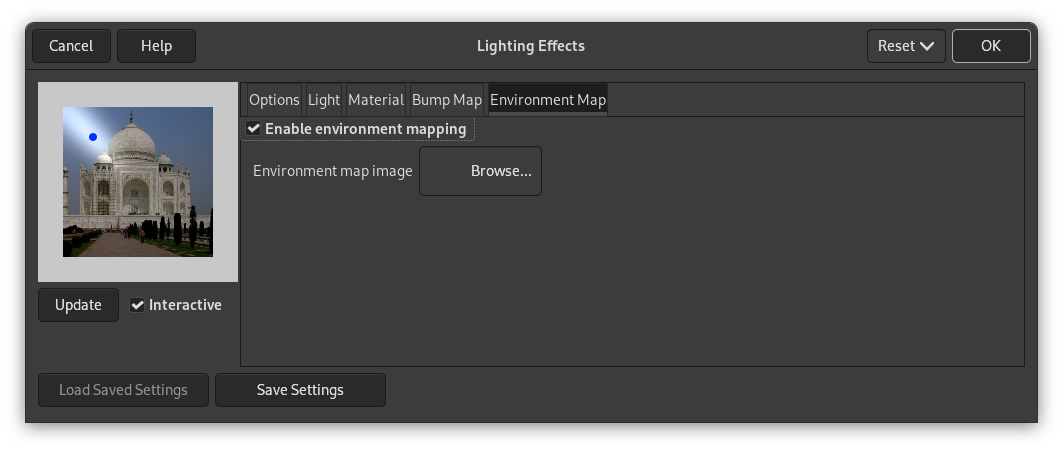 Cancel Help Lighting Effects Reset OK
Options Light Material Bump Map Environment Map
Enable environment mapping
Environment map image Browse...
Update Interactive
Load Saved Settings Save Settings